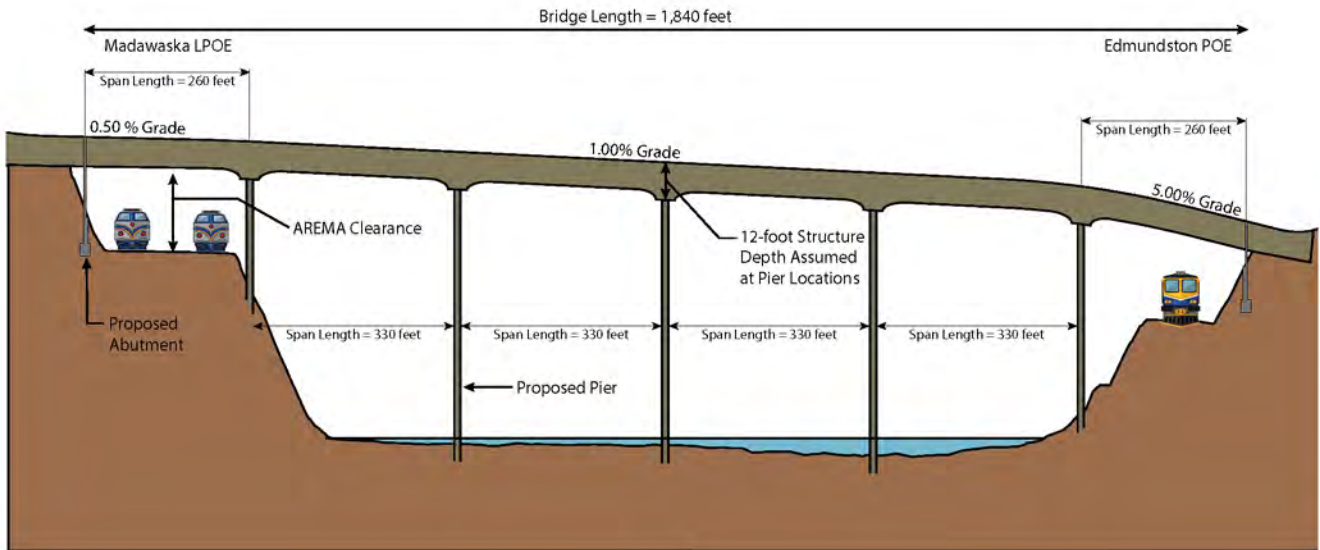 Bridge Length = 1,840 feet
Madawaska LPOE
Edmundston POE
Span Length = 260 feet
0.50 % Grade
Span Length = 260 feet
1.00% Grade
5.00% Grade
AREMA Clearance
12-foot Structure
Depth Assumed
at Pier Locations
Proposed
Abutment
Span Length = 330 feet
Span Length = 330 feet
Span Length = 330 feet
Span Length = 330 feet
Proposed Pier